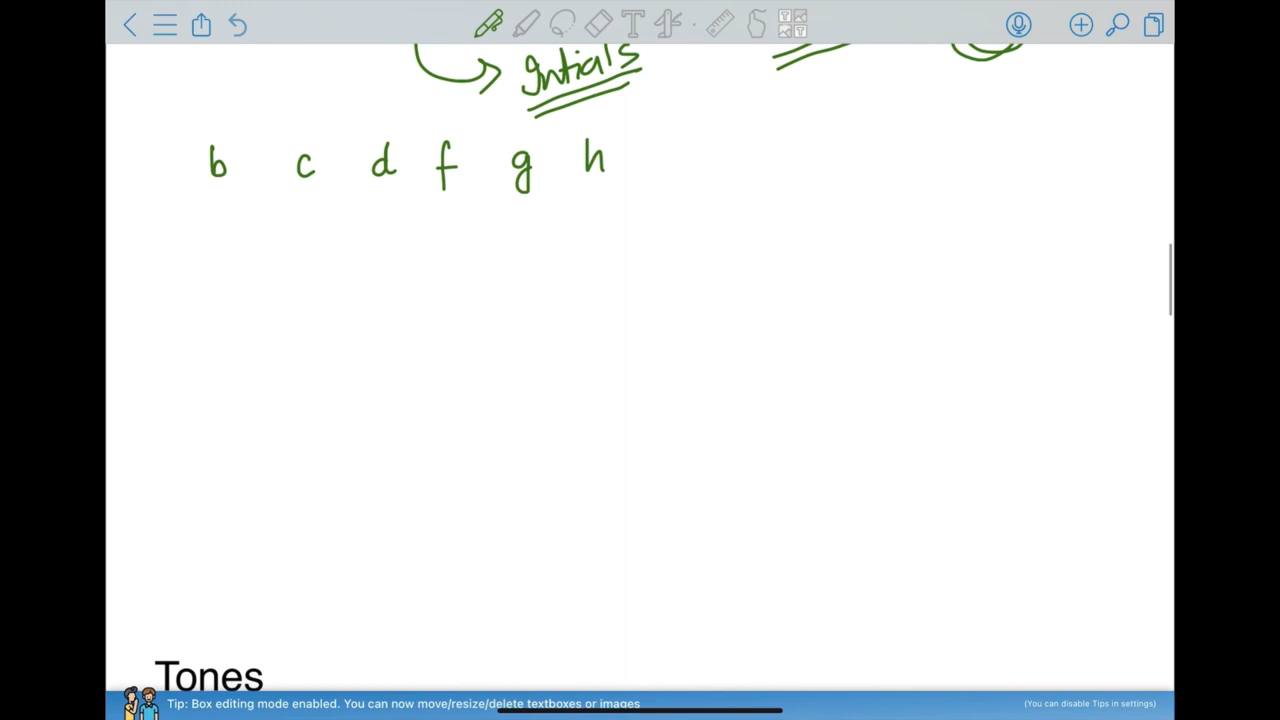 Intials
b c d f g h
Tones
Tip: Box editing mode enabled. You can now move/resize/delete textboxes or images
(You can disable Tips in settings)